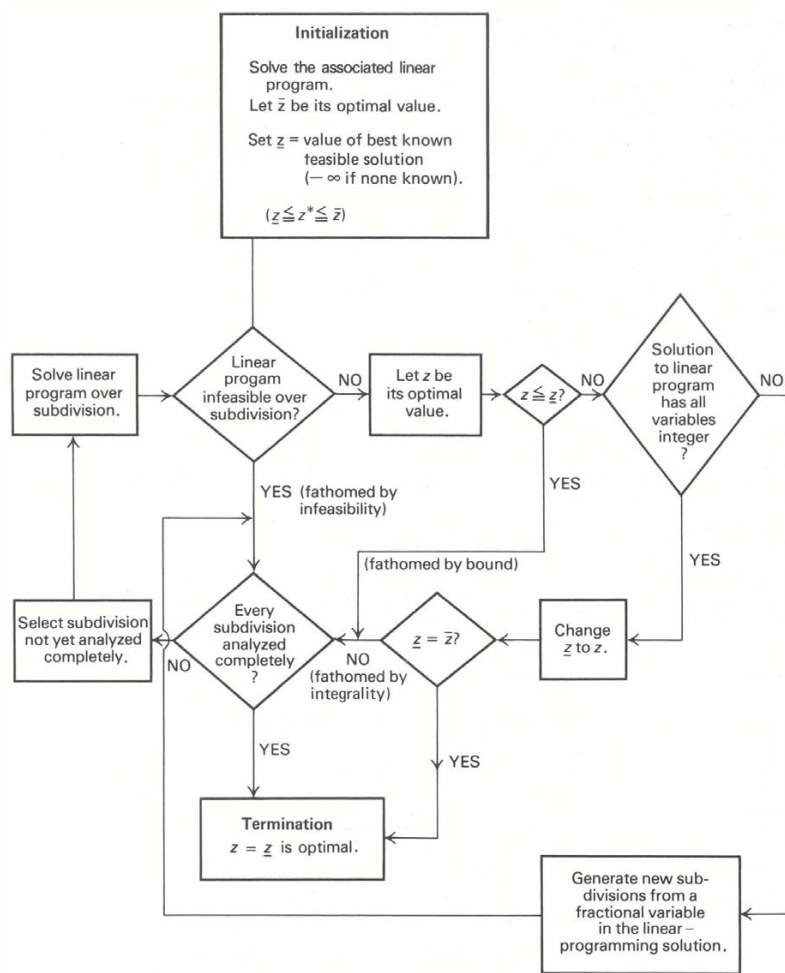 Initialization
Solve the associated linear
program.
Let z̄ be its optimal value.
Set z̲ = value of best known
teasible solution
(− ∞ if none known).
(z̲ ≦ z* ≦ z̄)
Solve linear
program over
subdivision.
Linear
progam
infeasible over
subdivision?
NO
Let z be
its optimal
value.
z ≦ z̲?
NO
Solution
to linear
program
has all
variables
integer
?
NO
YES (fathomed by
infeasibility)
YES
(fathomed by bound)
YES
Select subdivision
not yet analyzed
completely.
NO
Every
subdivision
analyzed
completely
?
NO
(fathomed by
integrality)
z̲ = z̄?
Change
z̲ to z.
YES
YES
Termination
z = z̲ is optimal.
Generate new sub-
divisions from a
fractional variable
in the linear –
programming solution.